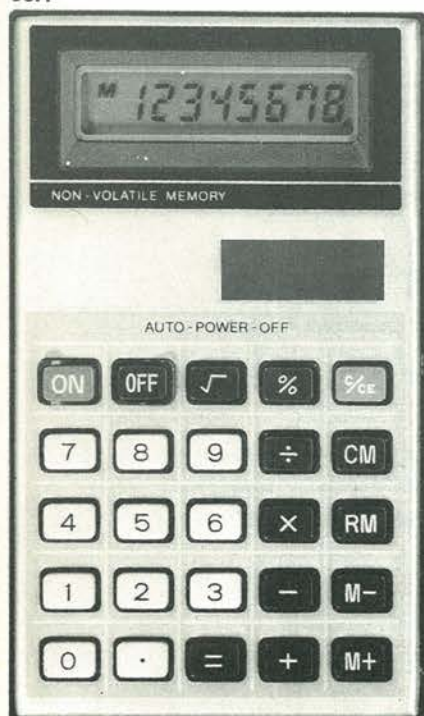 M 12345678
NON-VOLATILE MEMORY
AUTO-POWER-OFF
ON OFF √ % C/CE
7 8 9 ÷ CM
4 5 6 × RM
1 2 3 − M−
0 · = + M+